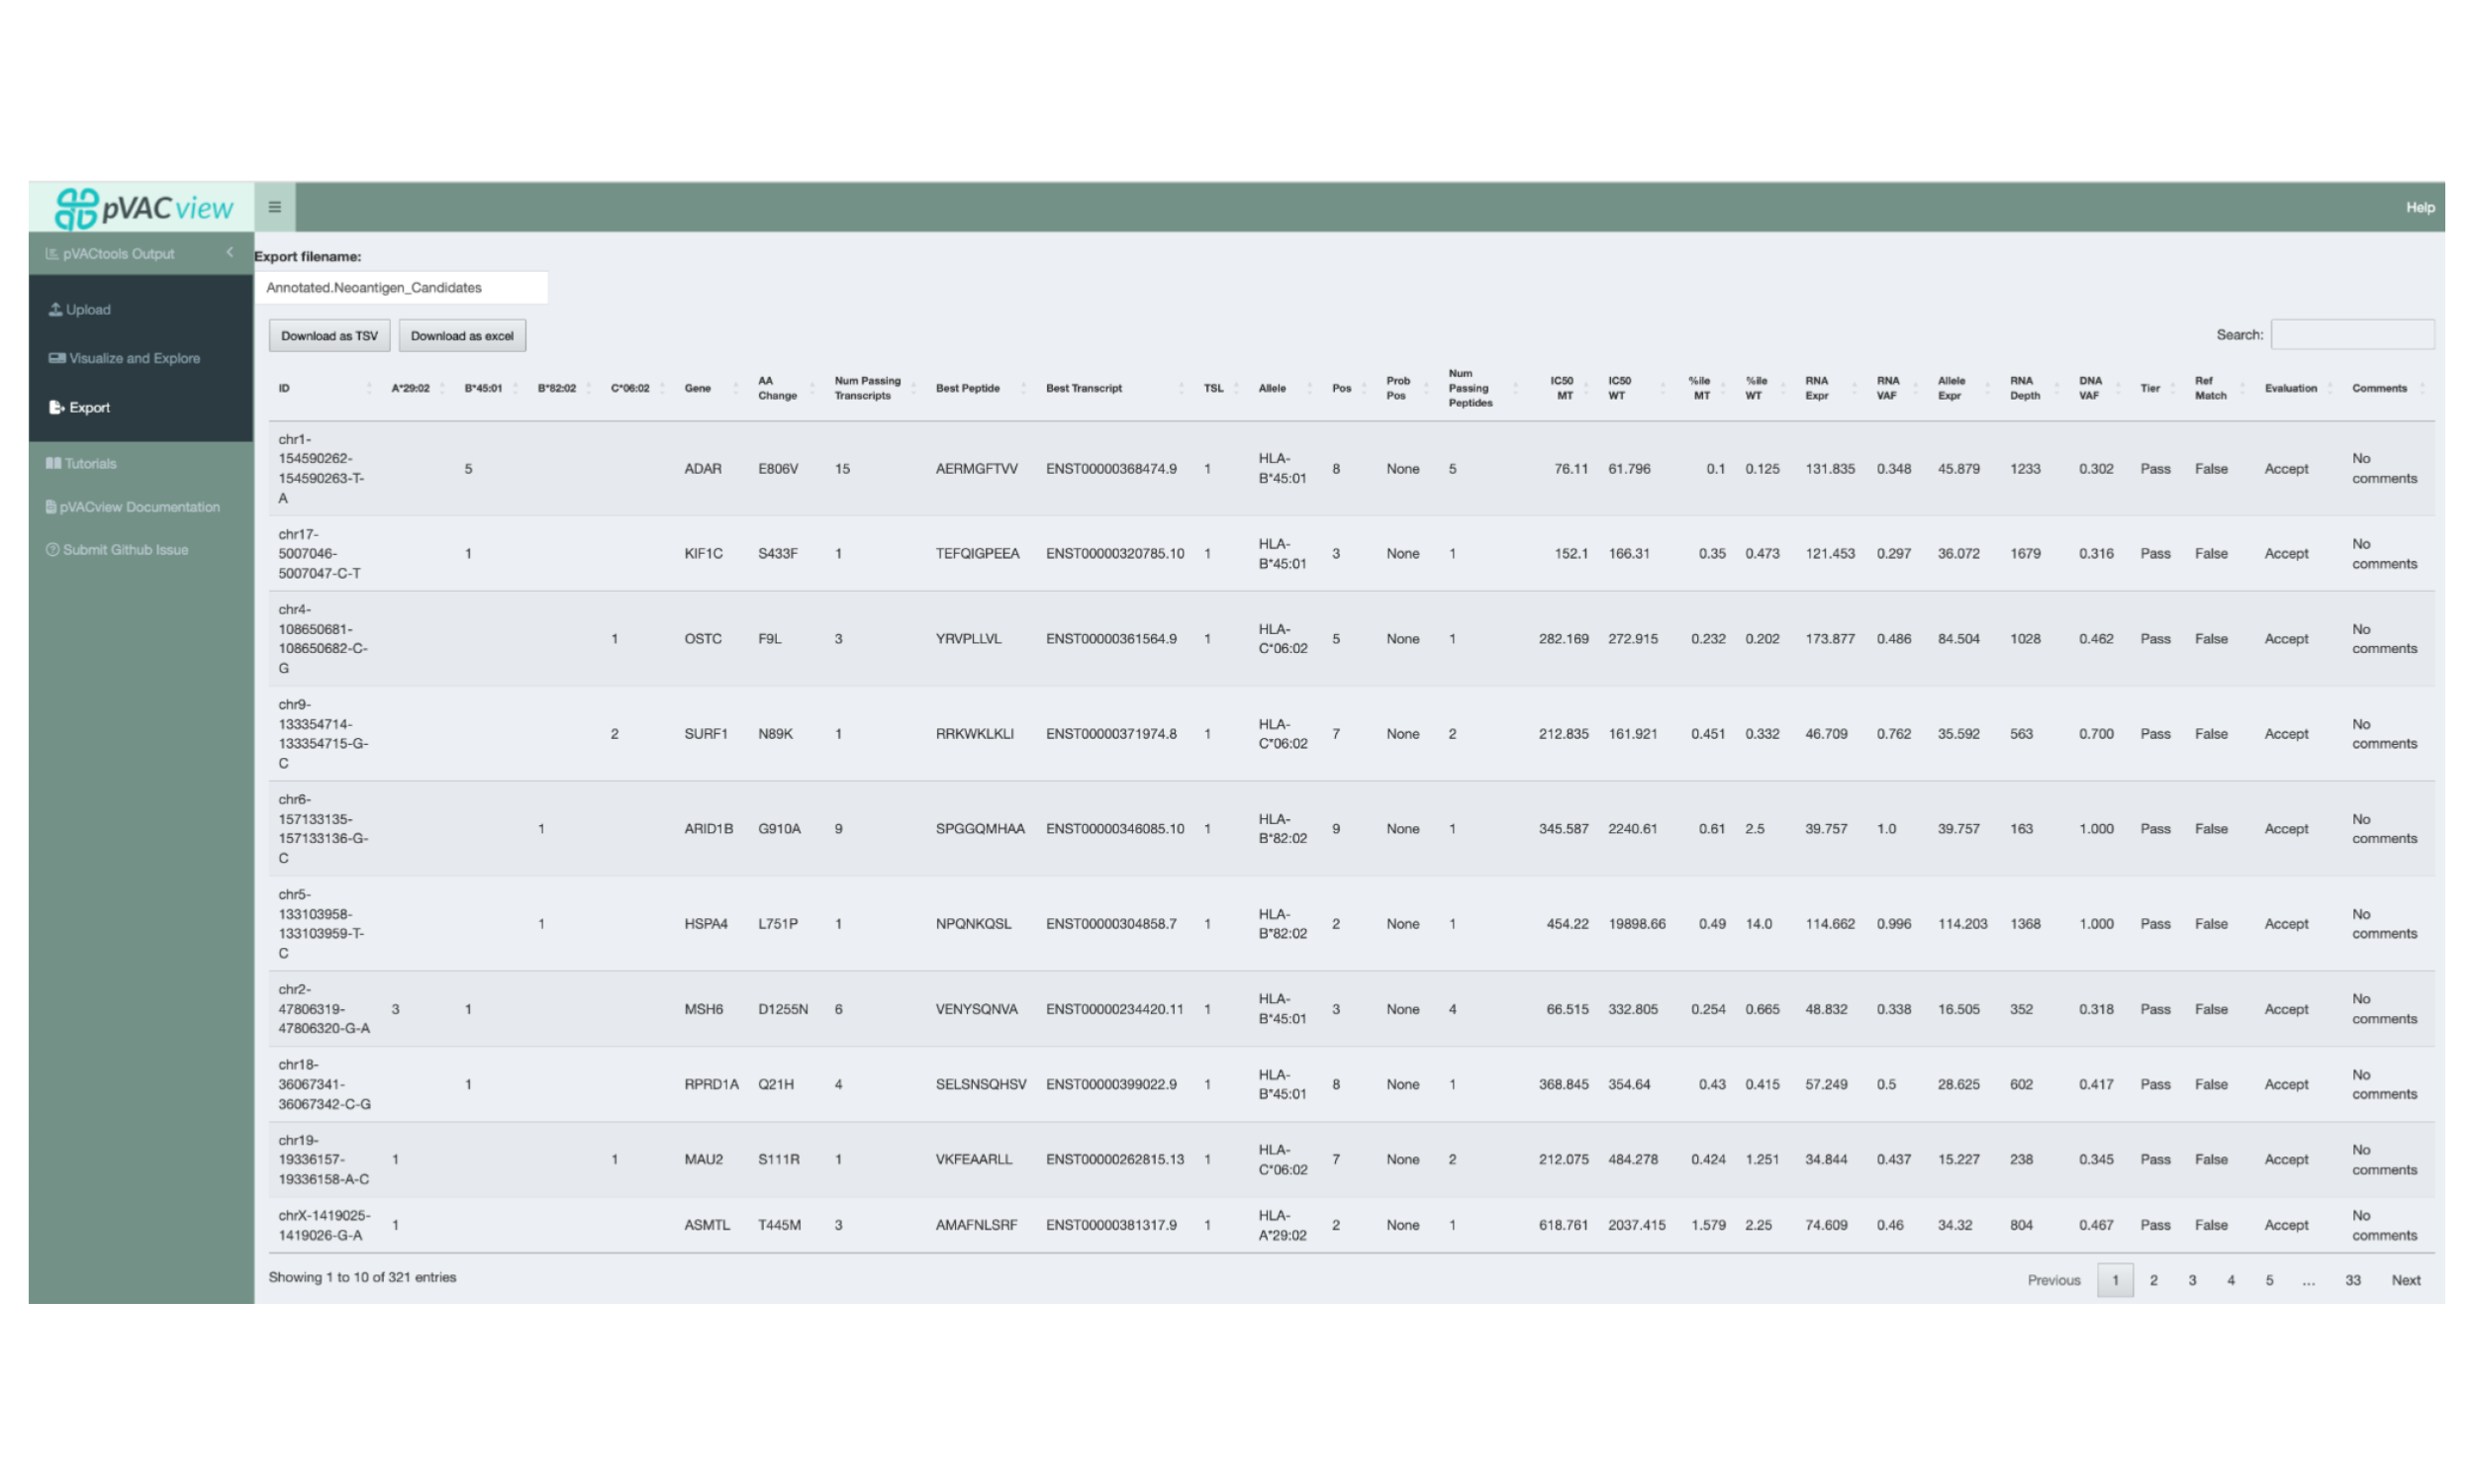 pVACview
Help
pVACtools Output
Upload
Visualize and Explore
Export
Tutorials
pVACview Documentation
Submit Github Issue
Export filename:
Annotated.Neoantigen_Candidates
Download as TSV Download as excel
Search:
ID A*29:02 B*45:01 B*82:02 C*06:02 Gene AA Change Num Passing Transcripts Best Peptide Best Transcript TSL Allele Pos Prob Pos Num Passing Peptides IC50 MT IC50 WT %ile MT %ile WT RNA Expr RNA VAF Allele Expr RNA Depth DNA VAF Tier Ref Match Evaluation Comments
chr1-154590262-154590263-T-A 5 ADAR E806V 15 AERMGFTVV ENST00000368474.9 1 HLA-B*45:01 8 None 5 76.11 61.796 0.1 0.125 131.835 0.348 45.879 1233 0.302 Pass False Accept No comments
chr17-5007046-5007047-C-T 1 KIF1C S433F 1 TEFQIGPEEA ENST00000320785.10 1 HLA-B*45:01 3 None 1 152.1 166.31 0.35 0.473 121.453 0.297 36.072 1679 0.316 Pass False Accept No comments
chr4-108650681-108650682-C-G 1 OSTC F9L 3 YRVPLLVL ENST00000361564.9 1 HLA-C*06:02 5 None 1 282.169 272.915 0.232 0.202 173.877 0.486 84.504 1028 0.462 Pass False Accept No comments
chr9-133354714-133354715-G-C 2 SURF1 N89K 1 RRKWKLKLI ENST00000371974.8 1 HLA-C*06:02 7 None 2 212.835 161.921 0.451 0.332 46.709 0.762 35.592 563 0.700 Pass False Accept No comments
chr6-157133135-157133136-G-C 1 ARID1B G910A 9 SPGGQMHAA ENST00000346085.10 1 HLA-B*82:02 9 None 1 345.587 2240.61 0.61 2.5 39.757 1.0 39.757 163 1.000 Pass False Accept No comments
chr5-133103958-133103959-T-C 1 HSPA4 L751P 1 NPQNKQSL ENST00000304858.7 1 HLA-B*82:02 2 None 1 454.22 19898.66 0.49 14.0 114.662 0.996 114.203 1368 1.000 Pass False Accept No comments
chr2-47806319-47806320-G-A 3 1 MSH6 D1255N 6 VENYSQNVA ENST00000234420.11 1 HLA-B*45:01 3 None 4 66.515 332.805 0.254 0.665 48.832 0.338 16.505 352 0.318 Pass False Accept No comments
chr18-36067341-36067342-C-G 1 RPRD1A Q21H 4 SELSNSQHSV ENST00000399022.9 1 HLA-B*45:01 8 None 1 368.845 354.64 0.43 0.415 57.249 0.5 28.625 602 0.417 Pass False Accept No comments
chr19-19336157-19336158-A-C 1 1 MAU2 S111R 1 VKFEAARLL ENST00000262815.13 1 HLA-C*06:02 7 None 2 212.075 484.278 0.424 1.251 34.844 0.437 15.227 238 0.345 Pass False Accept No comments
chrX-1419025-1419026-G-A 1 ASMTL T445M 3 AMAFNLSRF ENST00000381317.9 1 HLA-A*29:02 2 None 1 618.761 2037.415 1.579 2.25 74.609 0.46 34.32 804 0.467 Pass False Accept No comments
Showing 1 to 10 of 321 entries
Previous 1 2 3 4 5 ... 33 Next